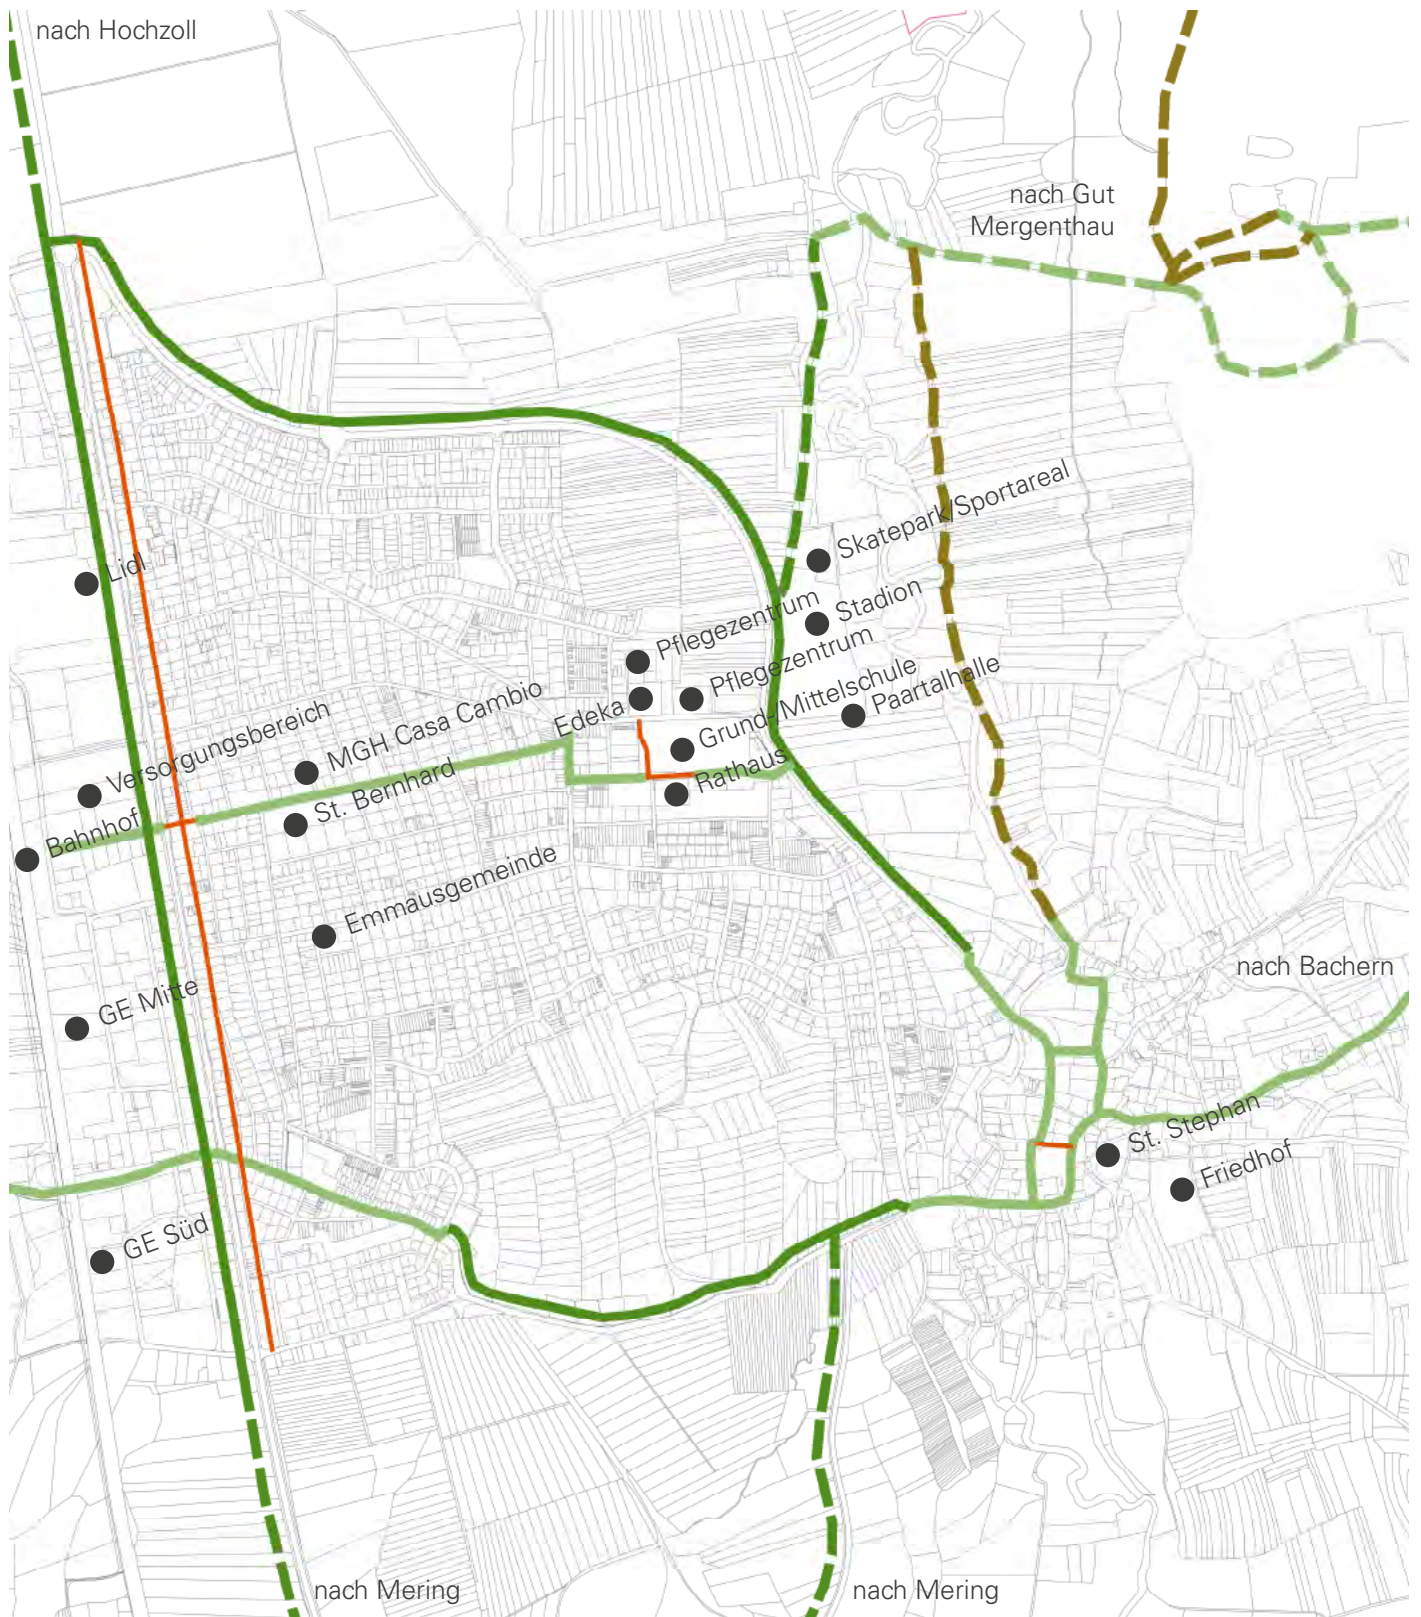 nach Hochzoll
nach Gut
Mergenthau
Skatepark/Sportareal
Lidl
Stadion
Pflegezentrum
Pflegezentrum
Edeka
Grund-/Mittelschule
Paartalhalle
Versorgungsbereich
MGH Casa Cambio
Rathaus
St. Bernhard
Bahnhof
Emmausgemeinde
nach Bachern
GE Mitte
St. Stephan
Friedhof
GE Süd
nach Mering
nach Mering